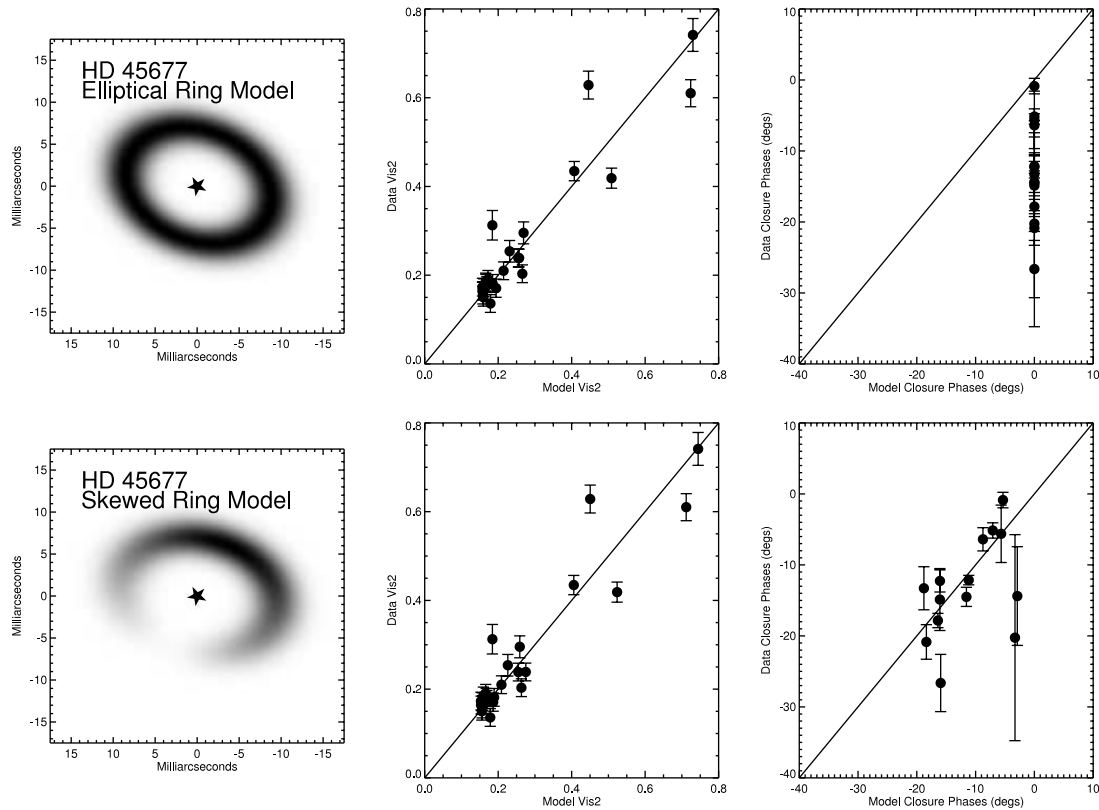 HD 45677
Elliptical Ring Model
Milliarcseconds
15
10
5
0
-5
-10
-15
15 10 5 0 -5 -10 -15
Milliarcseconds
Data Vis2
0.8
0.6
0.4
0.2
0.0
0.0 0.2 0.4 0.6 0.8
Model Vis2
Data Closure Phases (degs)
10
0
-10
-20
-30
-40
-40 -30 -20 -10 0 10
Model Closure Phases (degs)
HD 45677
Skewed Ring Model
Milliarcseconds
15
10
5
0
-5
-10
-15
15 10 5 0 -5 -10 -15
Milliarcseconds
Data Vis2
0.8
0.6
0.4
0.2
0.0
0.0 0.2 0.4 0.6 0.8
Model Vis2
Data Closure Phases (degs)
10
0
-10
-20
-30
-40
-40 -30 -20 -10 0 10
Model Closure Phases (degs)